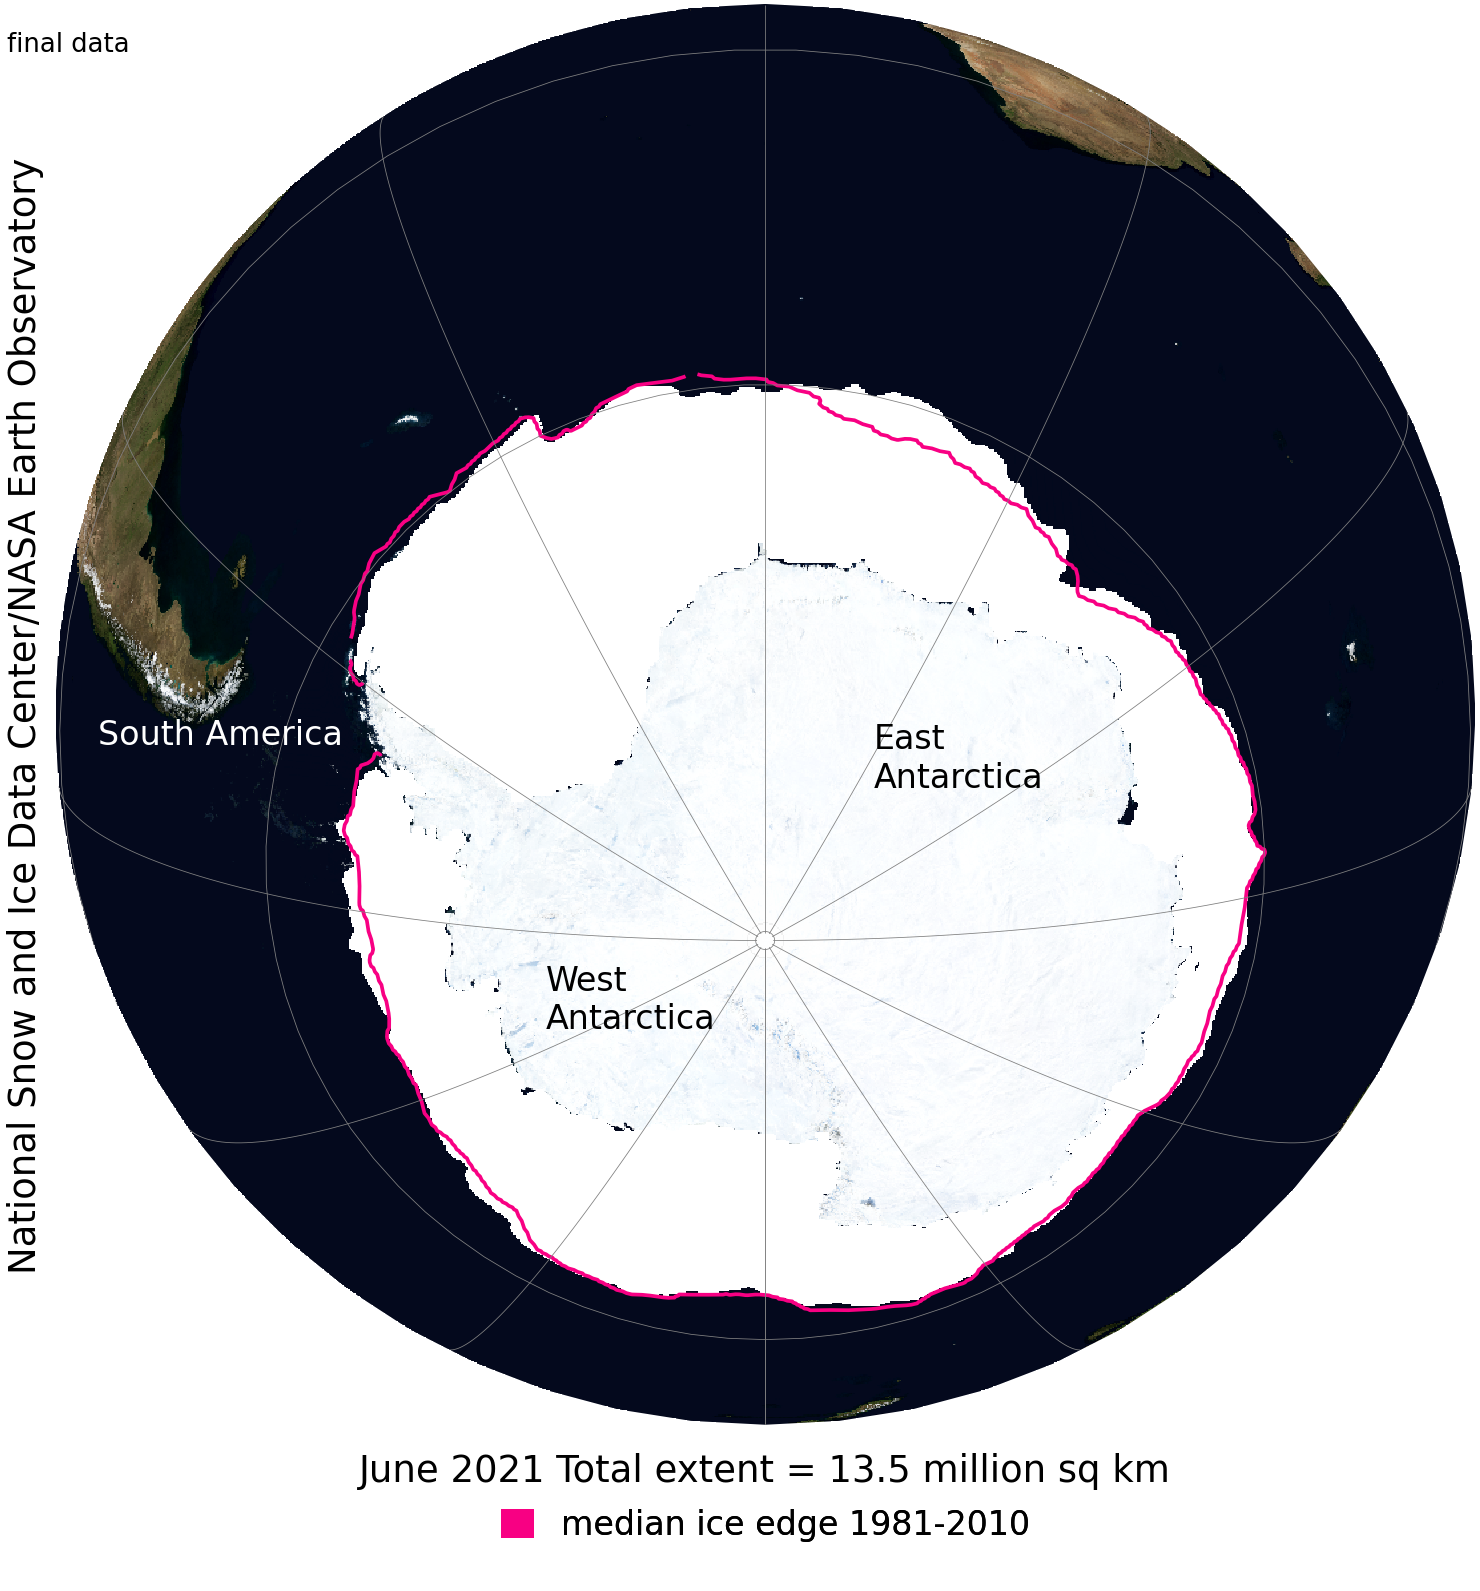 final data
National Snow and Ice Data Center/NASA Earth Observatory
South America
East
Antarctica
West
Antarctica
June 2021 Total extent = 13.5 million sq km
median ice edge 1981-2010